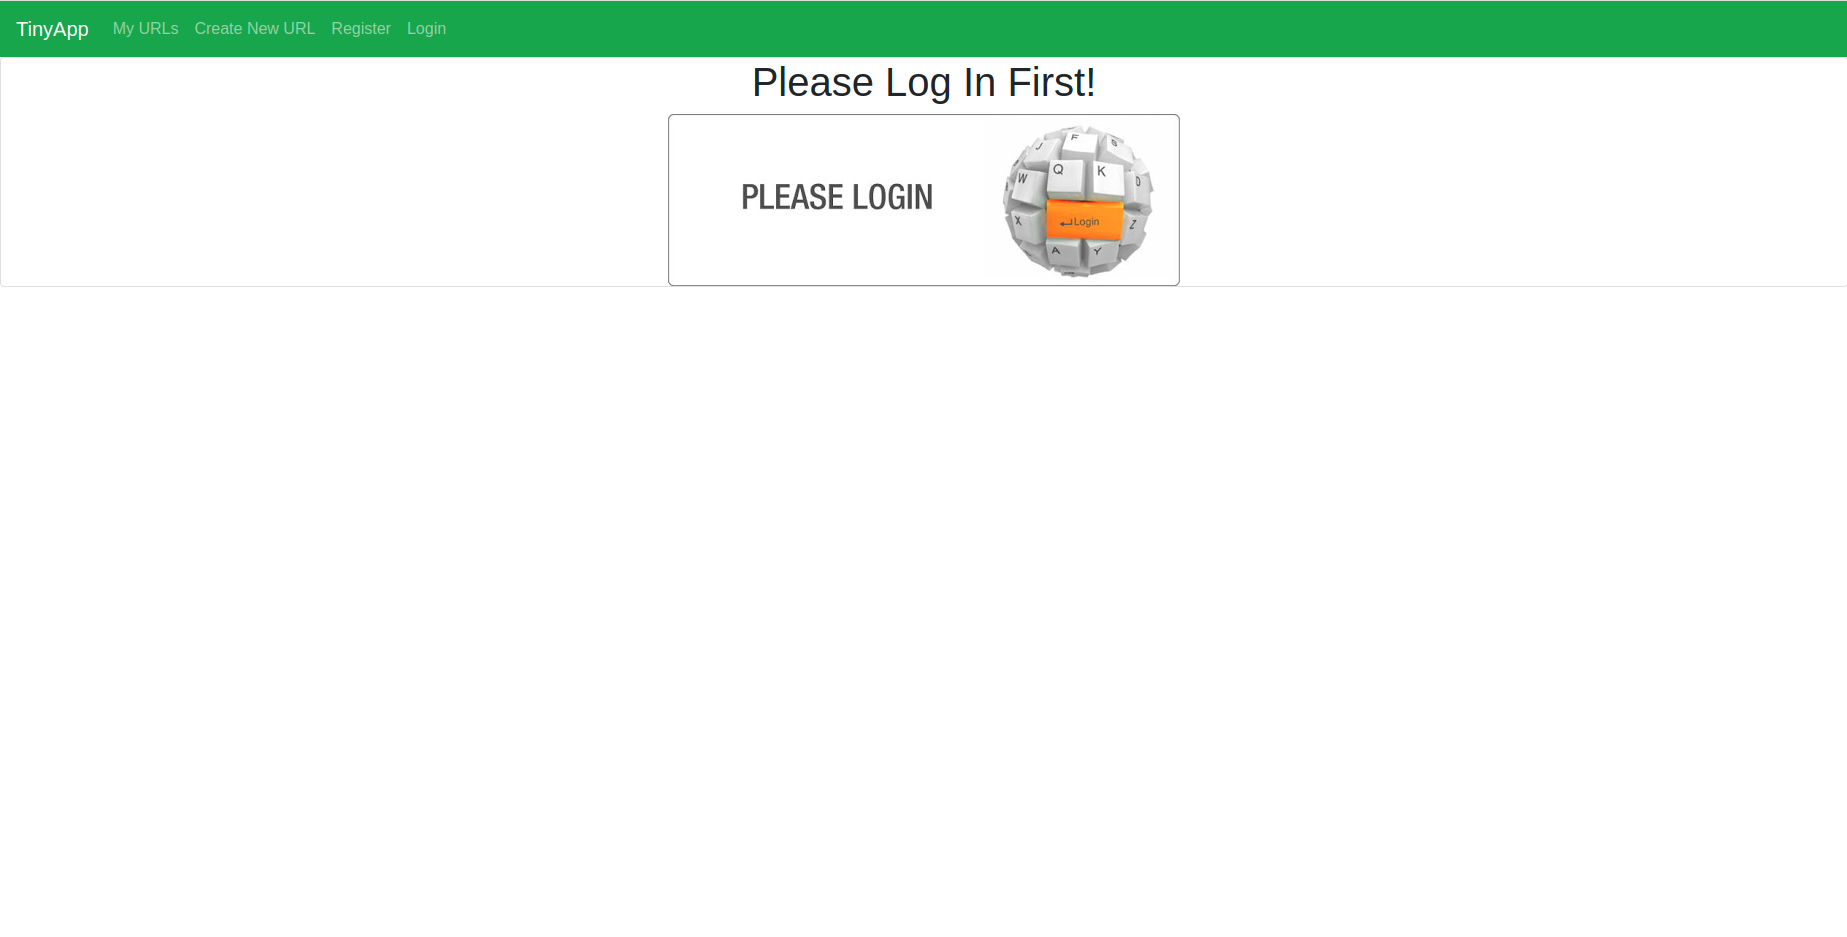 TinyApp My URLs Create New URL Register Login
Please Log In First!
PLEASE LOGIN
J F G
W Q K D
X Login Z
A Y